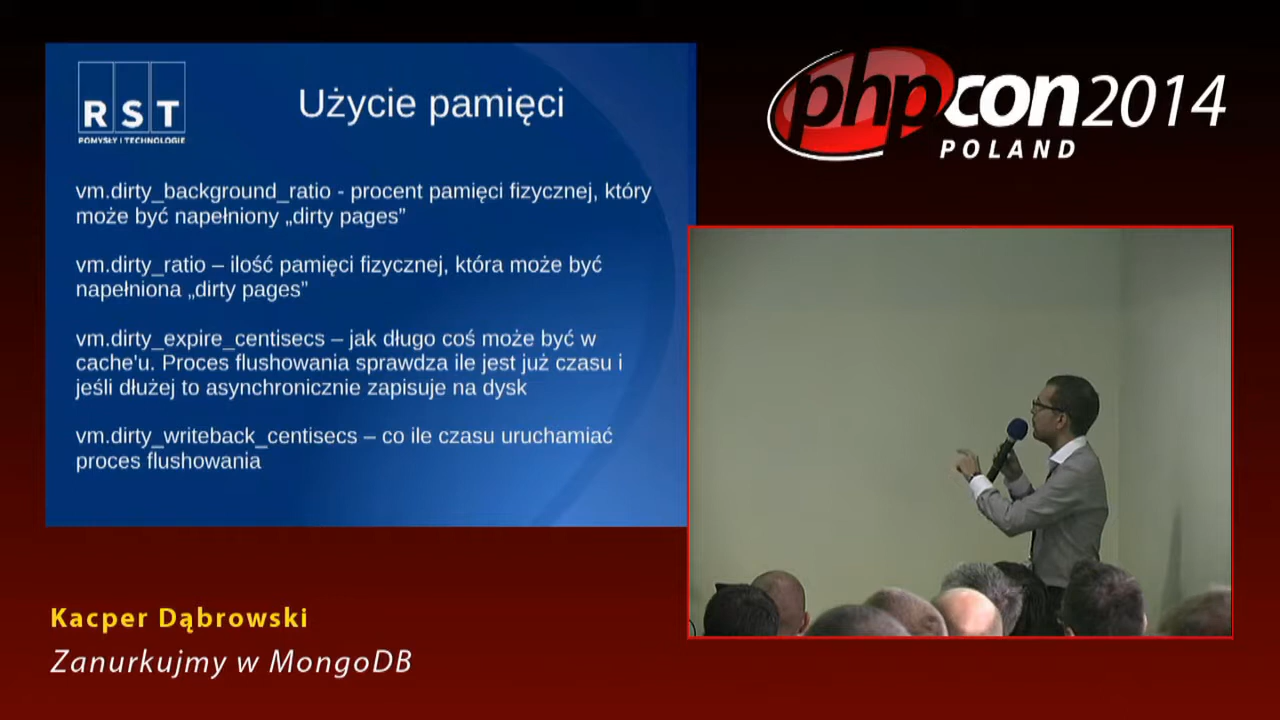 RST
POMYSŁY I TECHNOLOGIE
Użycie pamięci
vm.dirty_background_ratio - procent pamięci fizycznej, który
może być napełniony „dirty pages”
vm.dirty_ratio – ilość pamięci fizycznej, która może być
napełniona „dirty pages”
vm.dirty_expire_centisecs – jak długo coś może być w
cache'u. Proces flushowania sprawdza ile jest już czasu i
jeśli dłużej to asynchronicznie zapisuje na dysk
vm.dirty_writeback_centisecs – co ile czasu uruchamiać
proces flushowania
phpcon2014
POLAND
Kacper Dąbrowski
Zanurkujmy w MongoDB